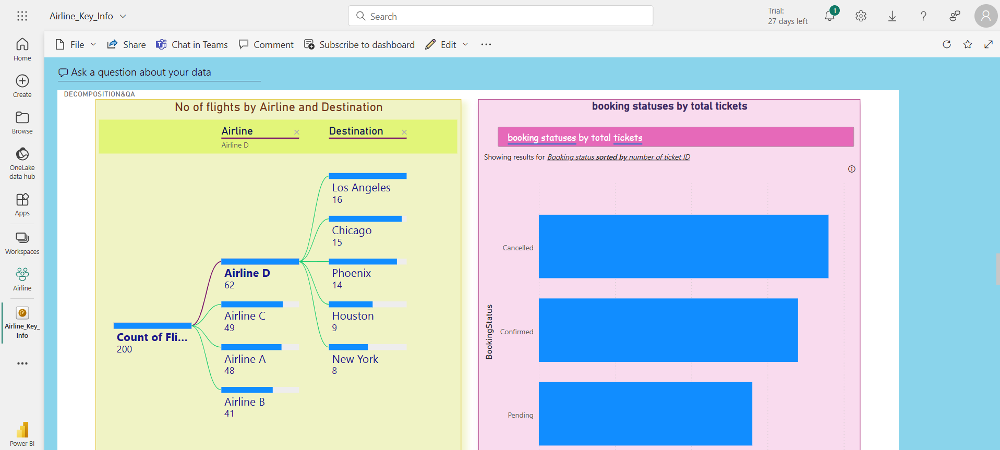 Airline_Key_Info
Search
Trial:
27 days left
1
Home
Create
Browse
OneLake
data hub
Apps
Workspaces
Airline
Airline_Key_
Info
Power BI
File
Share
Chat in Teams
Comment
Subscribe to dashboard
Edit
Ask a question about your data
DECOMPOSITION&QA
No of flights by Airline and Destination
Airline
Destination
Airline D
Los Angeles
16
Chicago
15
Airline D
62
Phoenix
14
Airline C
49
Houston
9
Count of Fli...
200
Airline A
48
New York
8
Airline B
41
booking statuses by total tickets
booking statuses by total tickets
Showing results for Booking status sorted by number of ticket ID
BookingStatus
Cancelled
Confirmed
Pending